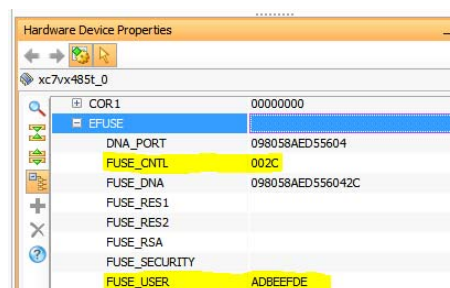 Hardware Device Properties
xc7vx485t_0
COR1 00000000
EFUSE
DNA_PORT 098058AED55604
FUSE_CNTL 002C
FUSE_DNA 098058AED556042C
FUSE_RES1
FUSE_RES2
FUSE_RSA
FUSE_SECURITY
FUSE_USER ADBEEFDE